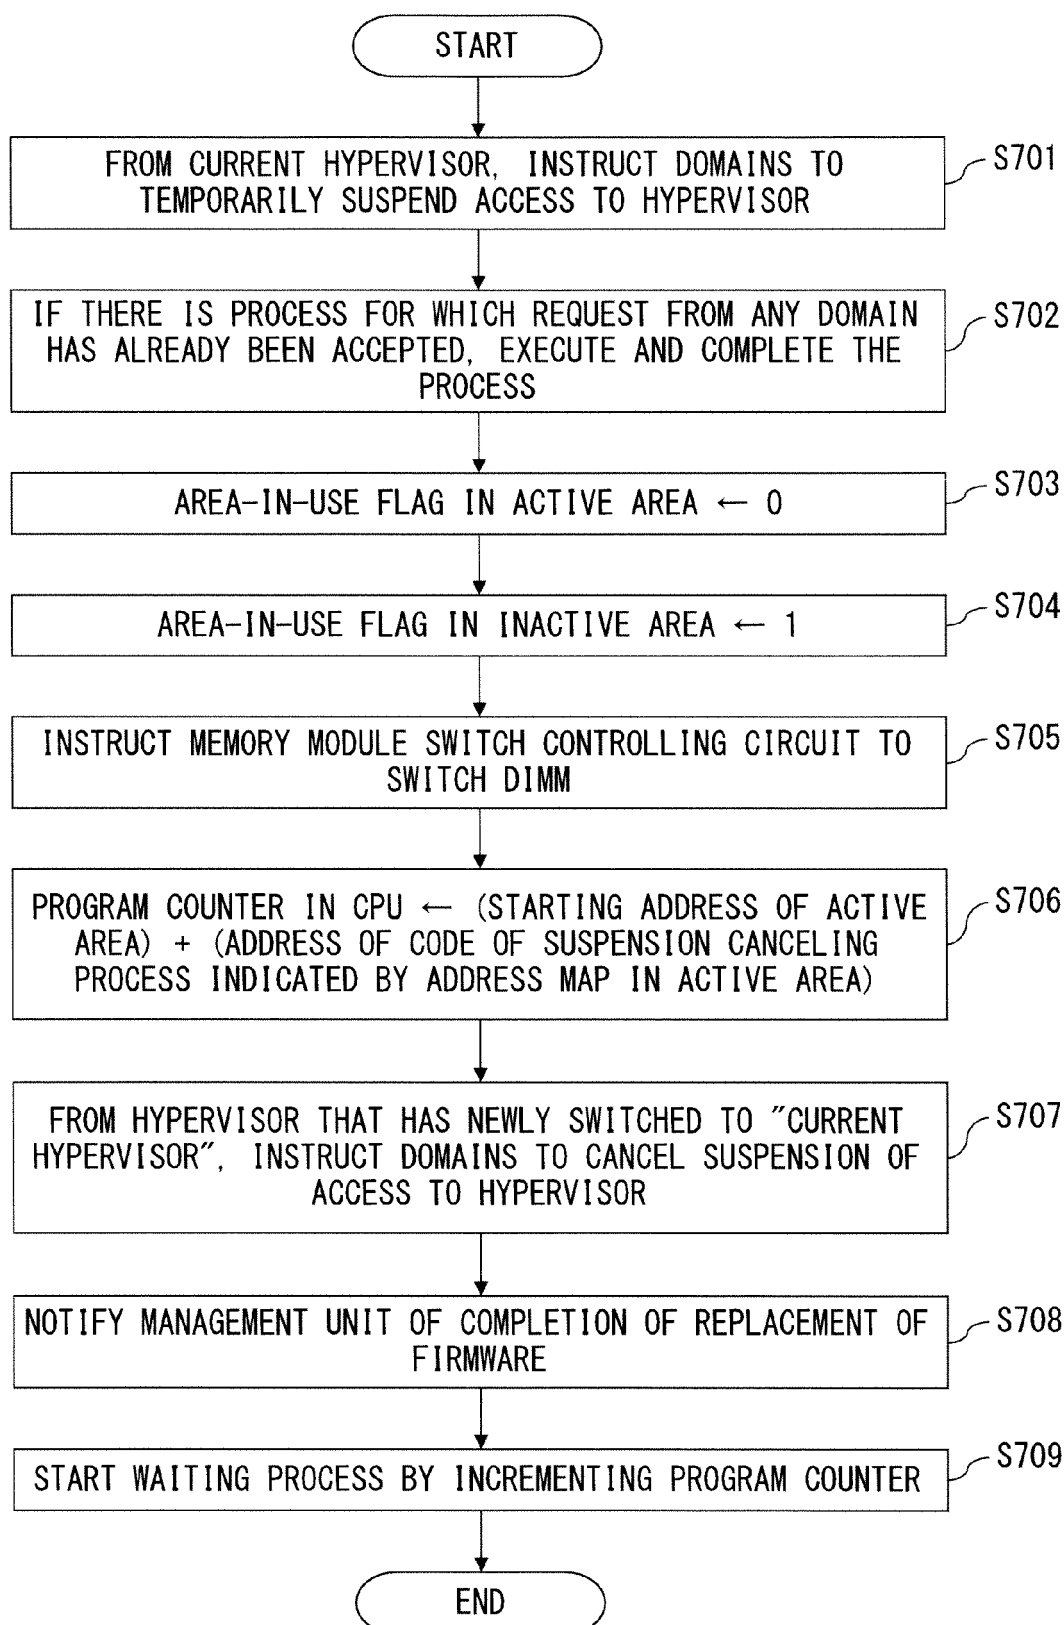 START
FROM CURRENT HYPERVISOR, INSTRUCT DOMAINS TO
TEMPORARILY SUSPEND ACCESS TO HYPERVISOR
S701
IF THERE IS PROCESS FOR WHICH REQUEST FROM ANY DOMAIN
HAS ALREADY BEEN ACCEPTED, EXECUTE AND COMPLETE THE
PROCESS
S702
AREA-IN-USE FLAG IN ACTIVE AREA ← 0
S703
AREA-IN-USE FLAG IN INACTIVE AREA ← 1
S704
INSTRUCT MEMORY MODULE SWITCH CONTROLLING CIRCUIT TO
SWITCH DIMM
S705
PROGRAM COUNTER IN CPU ← (STARTING ADDRESS OF ACTIVE
AREA) + (ADDRESS OF CODE OF SUSPENSION CANCELING
PROCESS INDICATED BY ADDRESS MAP IN ACTIVE AREA)
S706
FROM HYPERVISOR THAT HAS NEWLY SWITCHED TO "CURRENT
HYPERVISOR", INSTRUCT DOMAINS TO CANCEL SUSPENSION OF
ACCESS TO HYPERVISOR
S707
NOTIFY MANAGEMENT UNIT OF COMPLETION OF REPLACEMENT OF
FIRMWARE
S708
START WAITING PROCESS BY INCREMENTING PROGRAM COUNTER
S709
END